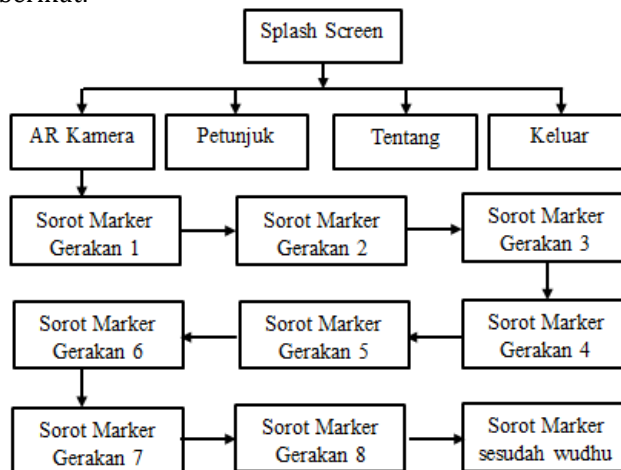 Splash Screen
AR Kamera
Petunjuk
Tentang
Keluar
Sorot Marker
Gerakan 1
Sorot Marker
Gerakan 2
Sorot Marker
Gerakan 3
Sorot Marker
Gerakan 4
Sorot Marker
Gerakan 5
Sorot Marker
Gerakan 6
Sorot Marker
Gerakan 7
Sorot Marker
Gerakan 8
Sorot Marker
sesudah wudhu